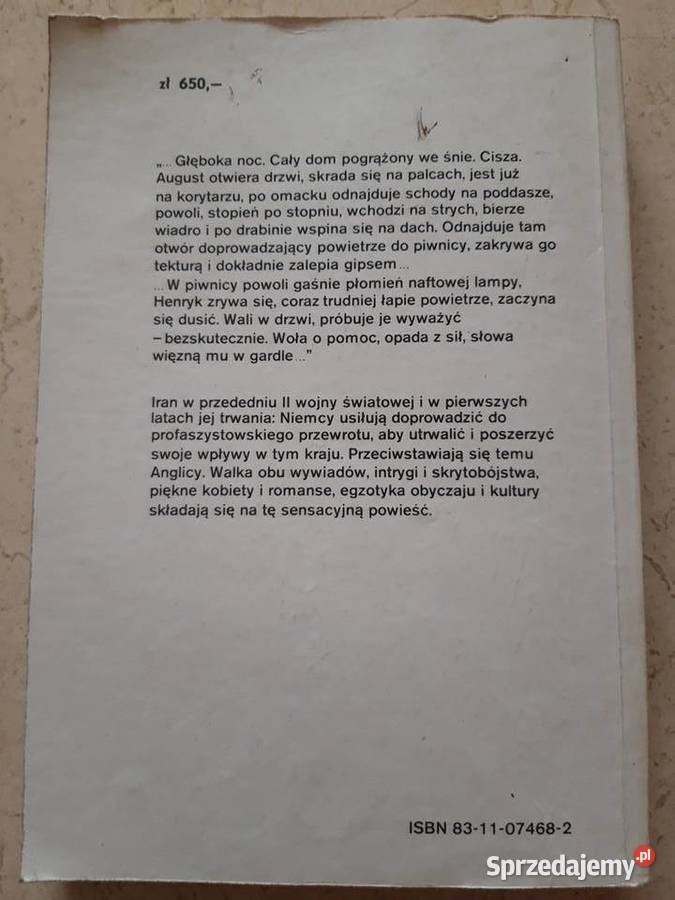 zł 650,—
„... Głęboka noc. Cały dom pogrążony we śnie. Cisza.
August otwiera drzwi, skrada się na palcach, jest już
na korytarzu, po omacku odnajduje schody na poddasze,
powoli, stopień po stopniu, wchodzi na strych, bierze
wiadro i po drabinie wspina się na dach. Odnajduje tam
otwór doprowadzający powietrze do piwnicy, zakrywa go
tekturą i dokładnie zalepia gipsem...
... W piwnicy powoli gaśnie płomień naftowej lampy,
Henryk zrywa się, coraz trudniej łapie powietrze, zaczyna
się dusić. Wali w drzwi, próbuje je wyważyć
– bezskutecznie. Woła o pomoc, opada z sił, słowa
więzną mu w gardle...”
Iran w przededniu II wojny światowej i w pierwszych
latach jej trwania: Niemcy usiłują doprowadzić do
profaszystowskiego przewrotu, aby utrwalić i poszerzyć
swoje wpływy w tym kraju. Przeciwstawiają się temu
Anglicy. Walka obu wywiadów, intrygi i skrytobójstwa,
piękne kobiety i romanse, egzotyka obyczaju i kultury
składają się na tę sensacyjną powieść.
ISBN 83-11-07468-2
Sprzedajemy.pl